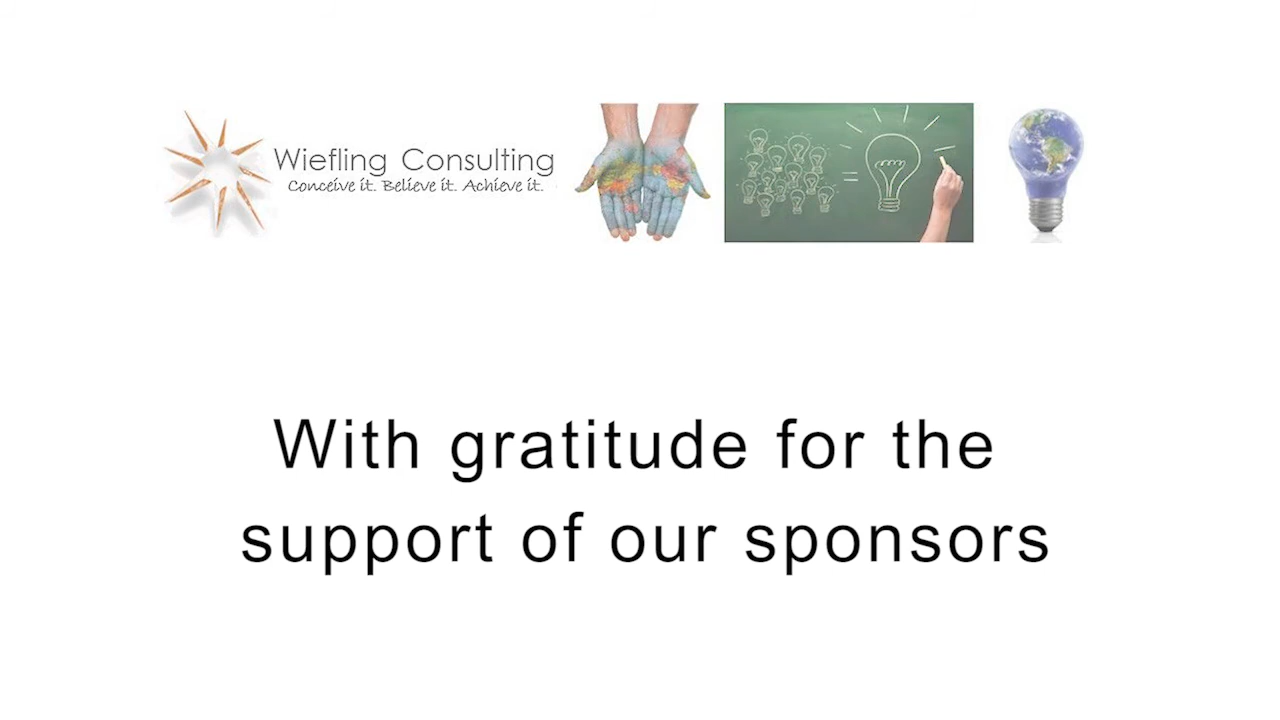 Wiefling Consulting
Conceive it. Believe it. Achieve it.
=
With gratitude for the
support of our sponsors